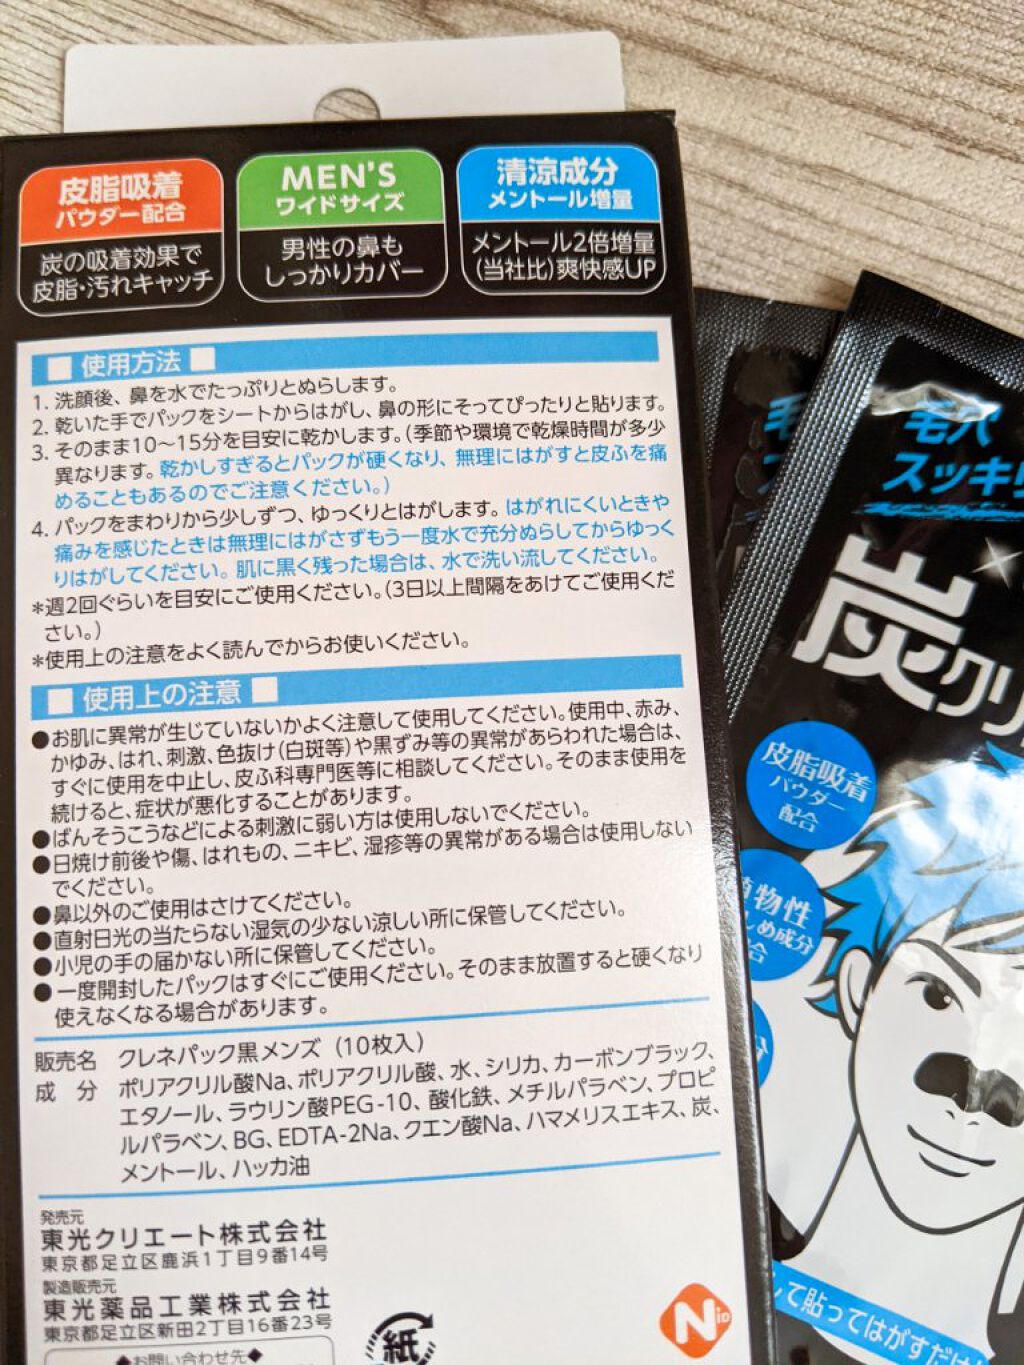 皮脂吸着
パウダー配合
炭の吸着効果で
皮脂・汚れキャッチ
MEN'S
ワイドサイズ
男性の鼻も
しっかりカバー
清涼成分
メントール増量
メントール2倍増量
(当社比)爽快感UP
■ 使用方法 ■
1. 洗顔後、鼻を水でたっぷりとぬらします。
2. 乾いた手でパックをシートからはがし、鼻の形にそってぴったりと貼ります。
3. そのまま10〜15分を目安に乾かします。(季節や環境で乾燥時間が多少
異なります。乾かしすぎるとパックが硬くなり、無理にはがすと皮ふを痛
めることもあるのでご注意ください。)
4. パックをまわりから少しずつ、ゆっくりとはがします。はがれにくいときや
痛みを感じたときは無理にはがさずもう一度水で充分ぬらしてからゆっく
りはがしてください。肌に黒く残った場合は、水で洗い流してください。
*週2回ぐらいを目安にご使用ください。(3日以上間隔をあけてご使用くだ
さい。)
*使用上の注意をよく読んでからお使いください。
■ 使用上の注意 ■
●お肌に異常が生じていないかよく注意して使用してください。使用中、赤み、
かゆみ、はれ、刺激、色抜け(白斑等)や黒ずみ等の異常があらわれた場合は、
すぐに使用を中止し、皮ふ科専門医等に相談してください。そのまま使用を
続けると、症状が悪化することがあります。
●ばんそうこうなどによる刺激に弱い方は使用しないでください。
●日焼け前後や傷、はれもの、ニキビ、湿疹等の異常がある場合は使用しない
でください。
●鼻以外のご使用はさけてください。
●直射日光の当たらない湿気の少ない涼しい所に保管してください。
●小児の手の届かない所に保管してください。
●一度開封したパックはすぐにご使用ください。そのまま放置すると硬くなり
使えなくなる場合があります。
販売名 クレネパック黒メンズ (10枚入)
成 分 ポリアクリル酸Na、ポリアクリル酸、水、シリカ、カーボンブラック、
エタノール、ラウリン酸PEG-10、酸化鉄、メチルパラベン、プロピ
ルパラベン、BG、EDTA-2Na、クエン酸Na、ハマメリスエキス、炭、
メントール、ハッカ油
発売元
東光クリエート株式会社
東京都足立区鹿浜1丁目9番14号
製造販売元
東光薬品工業株式会社
東京都足立区新田2丁目16番23号
◆お問い合わせ先◆
紙
N iD
毛
毛穴
スッキリ
炭クリ
皮脂吸着
パウダー
配合
植物性
め成分
合
分
して貼ってはがすだけ